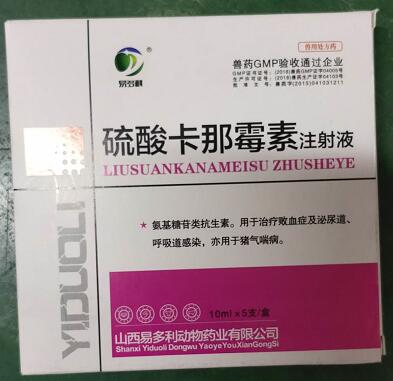 兽用处方药
易多利
兽药GMP验收通过企业
GMP证书号:(2018)兽药GMP证字04005号
生产许可证号:(2018)兽药生产证字04103号
批准文号:兽药字(2015)041031211
硫酸卡那霉素注射液
LIUSUANKANAMEISU ZHUSHEYE
氨基糖苷类抗生素。用于治疗败血症及泌尿道、
呼吸道感染,亦用于猪气喘病。
YIDUOLI
10ml×5支/盒
山西易多利动物药业有限公司
Shanxi Yiduoli Dongwu YaoyeYouXianGongSi